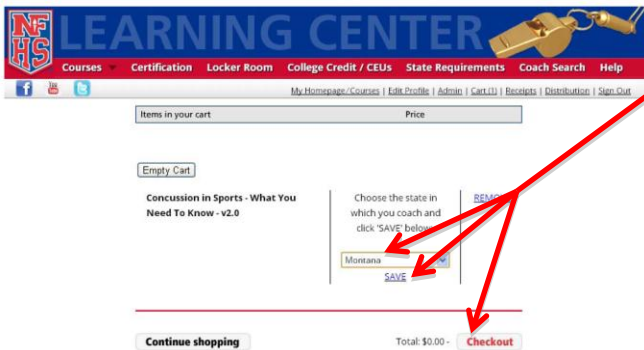 NFHS
LEARNING CENTER
Courses Certification Locker Room College Credit / CEUs State Requirements Coach Search Help
My Homepage/Courses | Edit Profile | Admin | Cart (1) | Receipts | Distribution | Sign Out
Items in your cart Price
Empty Cart
Concussion in Sports - What You
Need To Know - v2.0
Choose the state in
which you coach and
click 'SAVE' below
Montana
SAVE
Continue shopping Total: $0.00 - Checkout